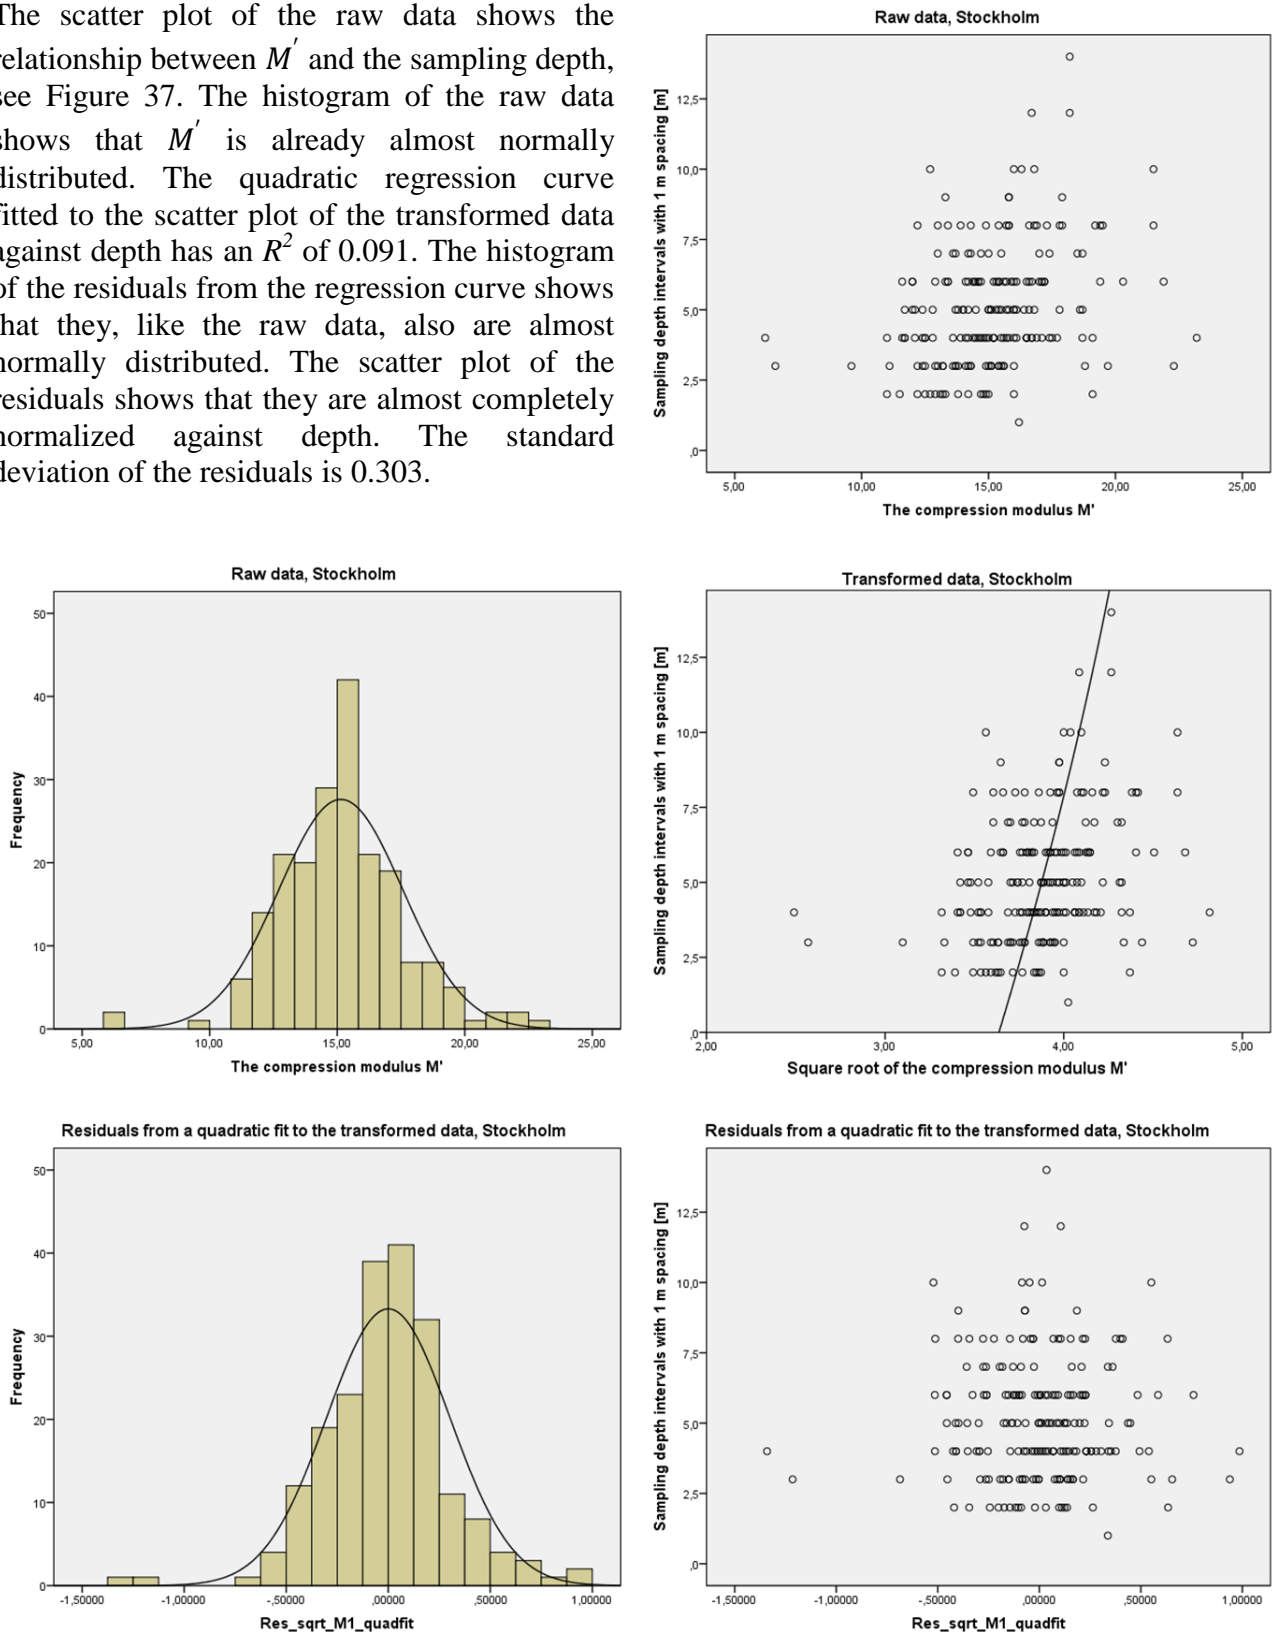 The scatter plot of the raw data shows the
relationship between M′ and the sampling depth,
see Figure 37. The histogram of the raw data
shows that M′ is already almost normally
distributed. The quadratic regression curve
fitted to the scatter plot of the transformed data
against depth has an R² of 0.091. The histogram
of the residuals from the regression curve shows
that they, like the raw data, also are almost
normally distributed. The scatter plot of the
residuals shows that they are almost completely
normalized against depth. The standard
deviation of the residuals is 0.303.
Raw data, Stockholm
Sampling depth intervals with 1 m spacing [m]
12,5
10,0
7,5
5,0
2,5
,0
5,00 10,00 15,00 20,00 25,00
The compression modulus M'
Raw data, Stockholm
Frequency
50
40
30
20
10
0
5,00 10,00 15,00 20,00 25,00
The compression modulus M'
Transformed data, Stockholm
Sampling depth intervals with 1 m spacing [m]
12,5
10,0
7,5
5,0
2,5
,0
2,00 3,00 4,00 5,00
Square root of the compression modulus M'
Residuals from a quadratic fit to the transformed data, Stockholm
Frequency
50
40
30
20
10
0
-1,50000 -1,00000 -,50000 ,00000 ,50000 1,00000
Res_sqrt_M1_quadfit
Residuals from a quadratic fit to the transformed data, Stockholm
Sampling depth intervals with 1 m spacing [m]
12,5
10,0
7,5
5,0
2,5
,0
-1,50000 -1,00000 -,50000 ,00000 ,50000 1,00000
Res_sqrt_M1_quadfit